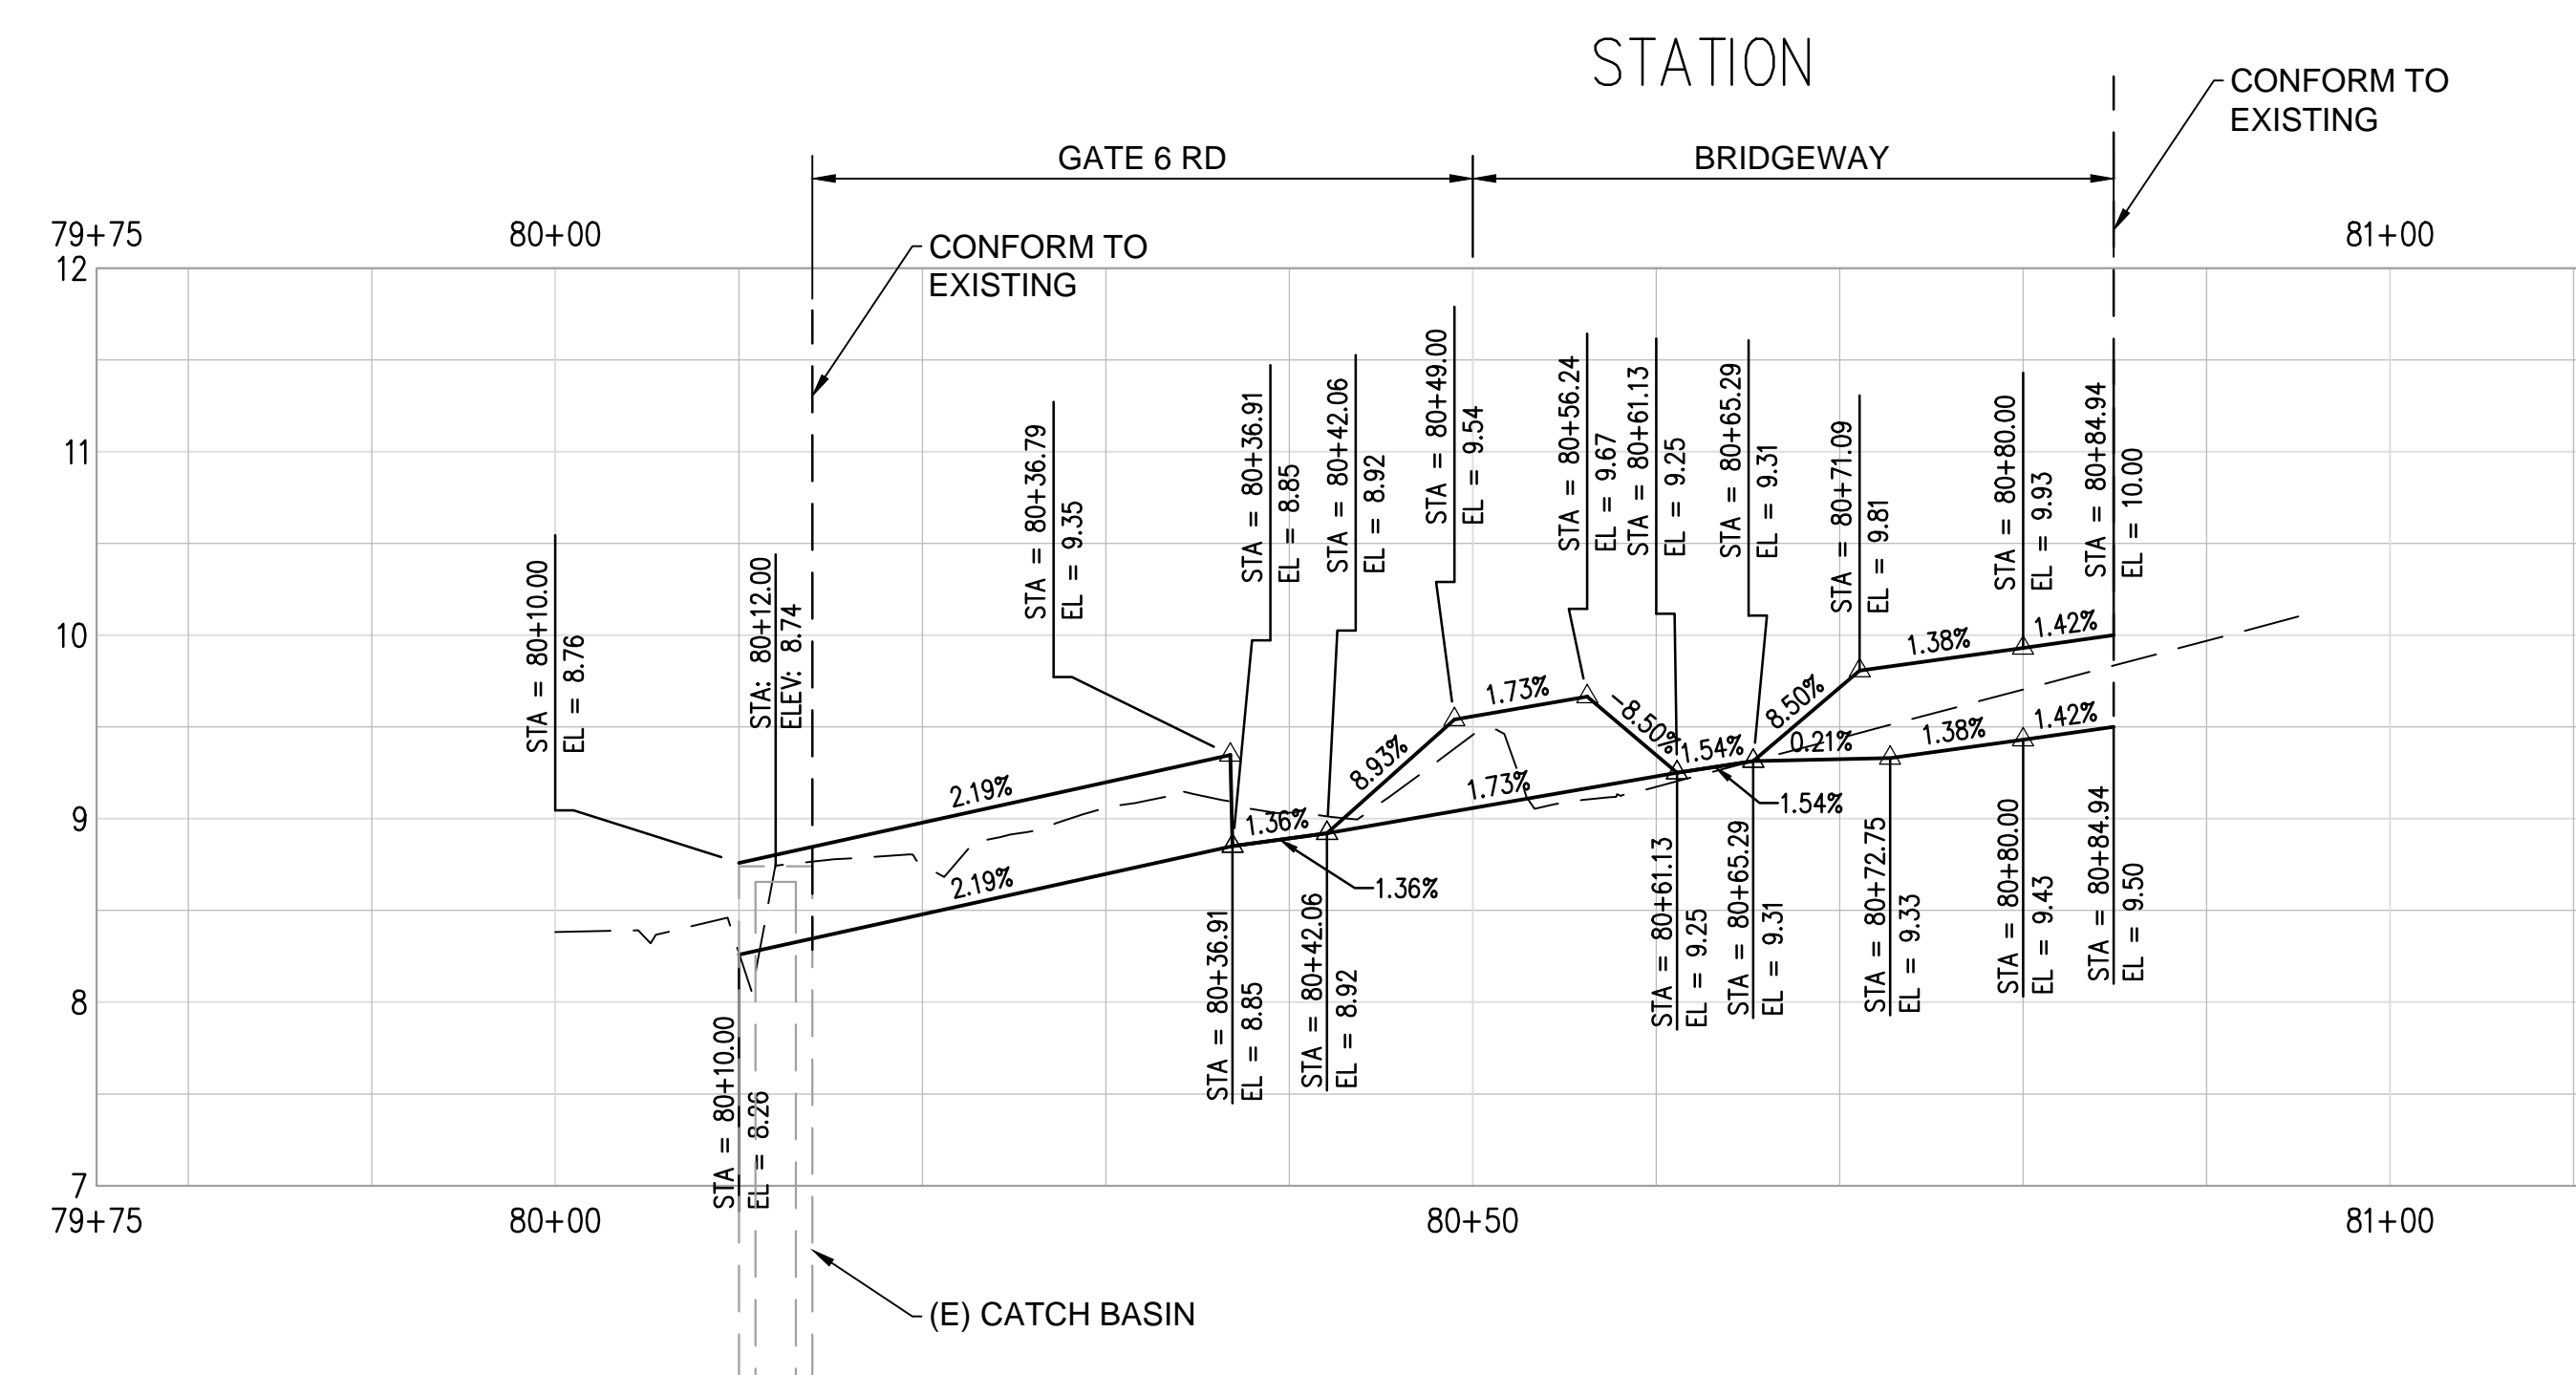 STATION
CONFORM TO
EXISTING
GATE 6 RD
BRIDGEWAY
79+75
80+00
81+00
CONFORM TO
EXISTING
12
11
10
9
8
7
STA = 80+10.00
EL = 8.76
STA: 80+12.00
ELEV: 8.74
STA = 80+36.79
EL = 9.35
STA = 80+36.91
EL = 8.85
STA = 80+42.06
EL = 8.92
STA = 80+49.00
EL = 9.54
STA = 80+56.24
EL = 9.67
STA = 80+61.13
EL = 9.25
STA = 80+65.29
EL = 9.31
STA = 80+71.09
EL = 9.81
STA = 80+80.00
EL = 9.93
STA = 80+84.94
EL = 10.00
2.19%
1.36%
8.93%
1.73%
-8.50%
1.54%
8.50%
1.38%
1.42%
2.19%
1.36%
1.73%
1.54%
0.21%
1.38%
1.42%
STA = 80+10.00
EL = 8.26
STA = 80+36.91
EL = 8.85
STA = 80+42.06
EL = 8.92
STA = 80+61.13
EL = 9.25
STA = 80+65.29
EL = 9.31
STA = 80+72.75
EL = 9.33
STA = 80+80.00
EL = 9.43
STA = 80+84.94
EL = 9.50
79+75
80+00
80+50
81+00
(E) CATCH BASIN